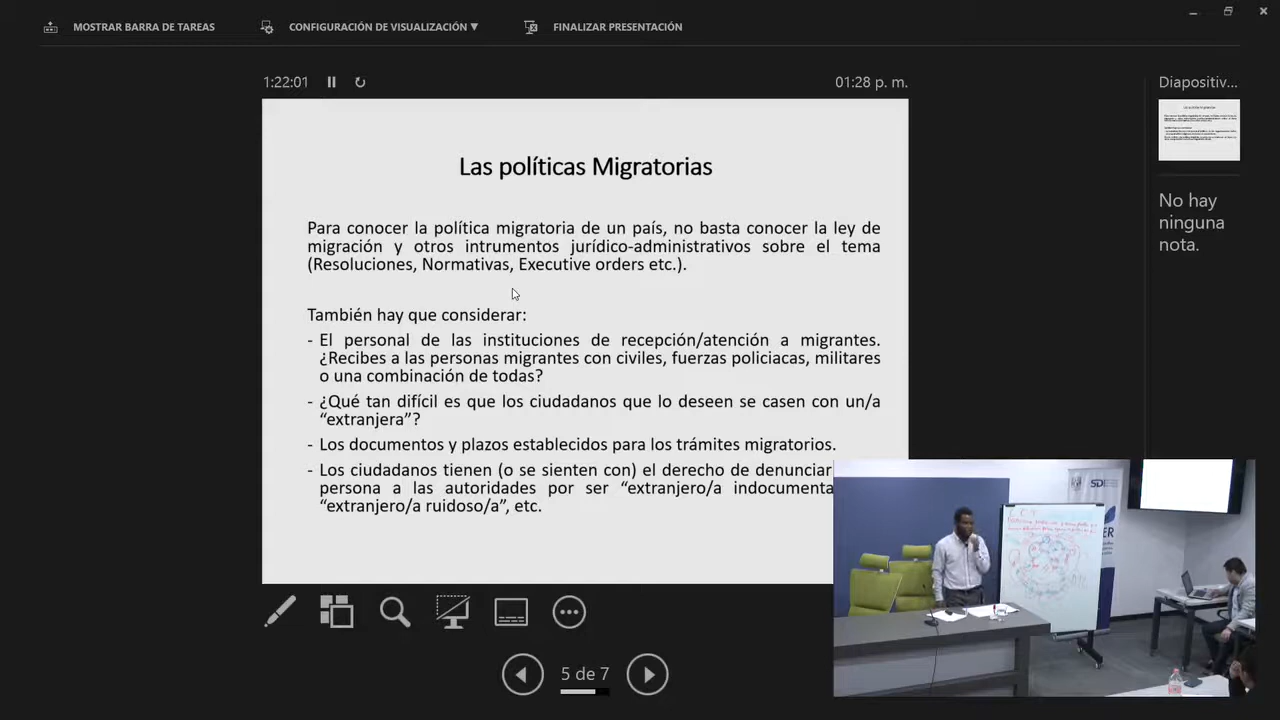 MOSTRAR BARRA DE TAREAS
CONFIGURACIÓN DE VISUALIZACIÓN ▼
FINALIZAR PRESENTACIÓN
1:22:01
01:28 p. m.
Las políticas Migratorias
Para conocer la política migratoria de un país, no basta conocer la ley de
migración y otros intrumentos jurídico-administrativos sobre el tema
(Resoluciones, Normativas, Executive orders etc.).
También hay que considerar:
- El personal de las instituciones de recepción/atención a migrantes.
¿Recibes a las personas migrantes con civiles, fuerzas policiacas, militares
o una combinación de todas?
- ¿Qué tan difícil es que los ciudadanos que lo deseen se casen con un/a
“extranjera”?
- Los documentos y plazos establecidos para los trámites migratorios.
- Los ciudadanos tienen (o se sienten con) el derecho de denunciar
persona a las autoridades por ser “extranjero/a indocumenta
“extranjero/a ruidoso/a”, etc.
5 de 7
Diapositiv...
No hay
ninguna
nota.